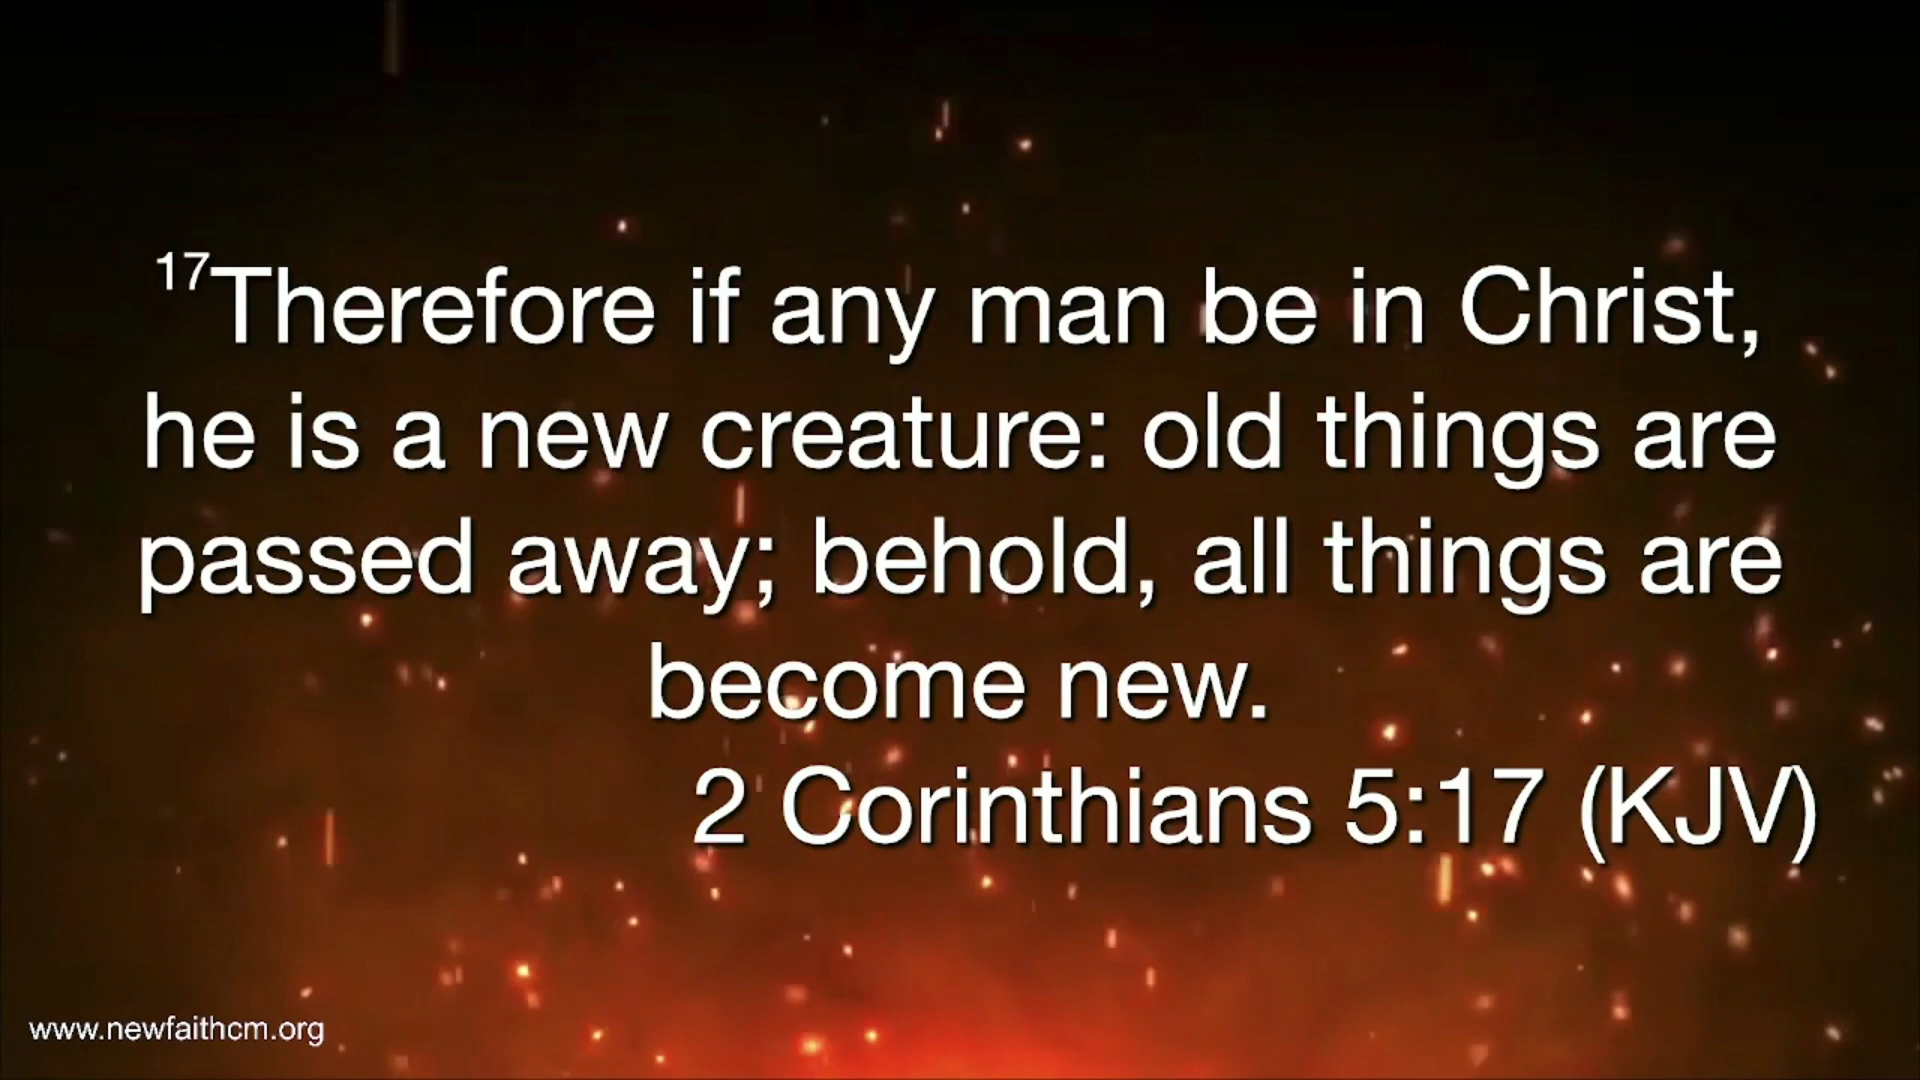 17Therefore if any man be in Christ,
he is a new creature: old things are
passed away; behold, all things are
become new.
2 Corinthians 5:17 (KJV)
www.newfaithcm.org